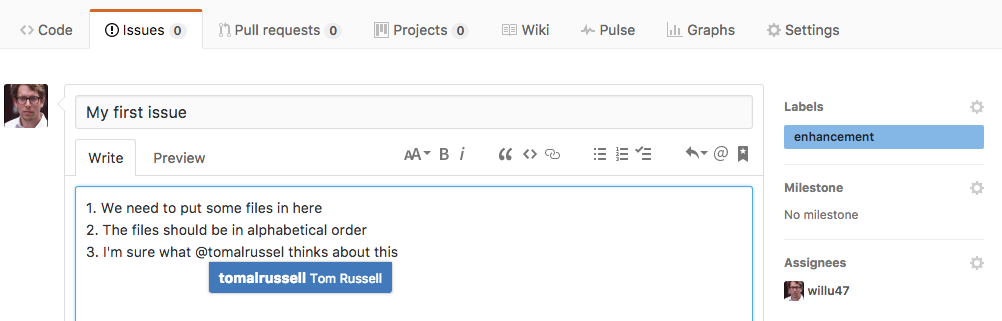 Code Issues 0 Pull requests 0 Projects 0 Wiki Pulse Graphs Settings
My first issue
Write Preview AA B i @
1. We need to put some files in here
2. The files should be in alphabetical order
3. I'm sure what @tomalrussel thinks about this
tomalrussell Tom Russell
Labels
enhancement
Milestone
No milestone
Assignees
willu47